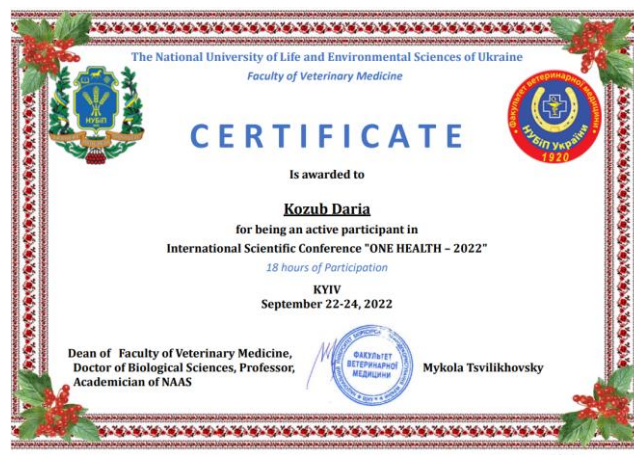 The National University of Life and Environmental Sciences of Ukraine
Faculty of Veterinary Medicine
НУБіП
Факультет ветеринарної медицини
НУБіП України
1920
CERTIFICATE
Is awarded to
Kozub Daria
for being an active participant in
International Scientific Conference "ONE HEALTH – 2022"
18 hours of Participation
KYIV
September 22-24, 2022
Dean of Faculty of Veterinary Medicine,
Doctor of Biological Sciences, Professor,
Academician of NAAS
ФАКУЛЬТЕТ
ВЕТЕРИНАРНОЇ
МЕДИЦИНИ
Mykola Tsvilikhovsky